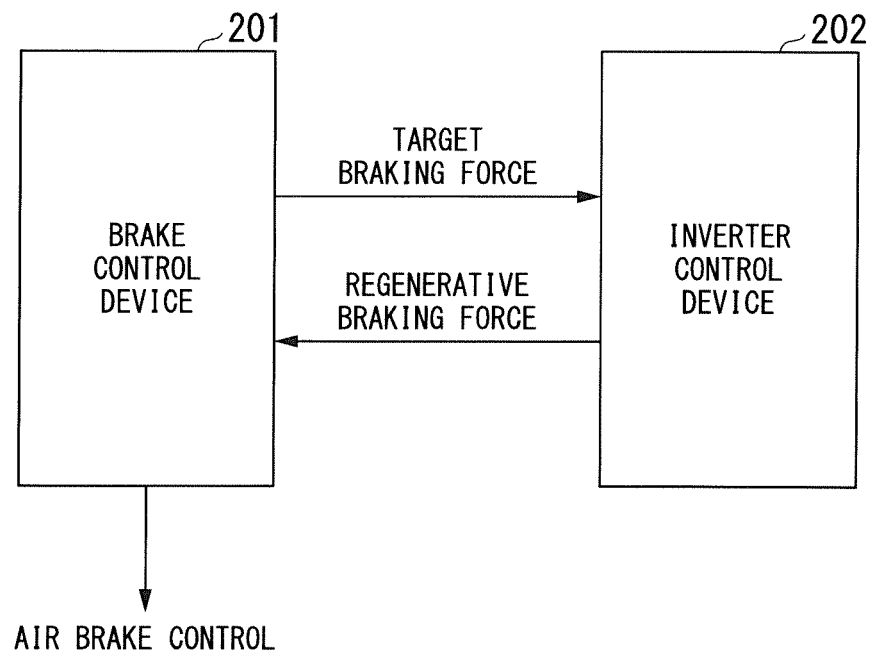 201
202
TARGET
BRAKING FORCE
BRAKE
CONTROL
DEVICE
INVERTER
CONTROL
DEVICE
REGENERATIVE
BRAKING FORCE
AIR BRAKE CONTROL